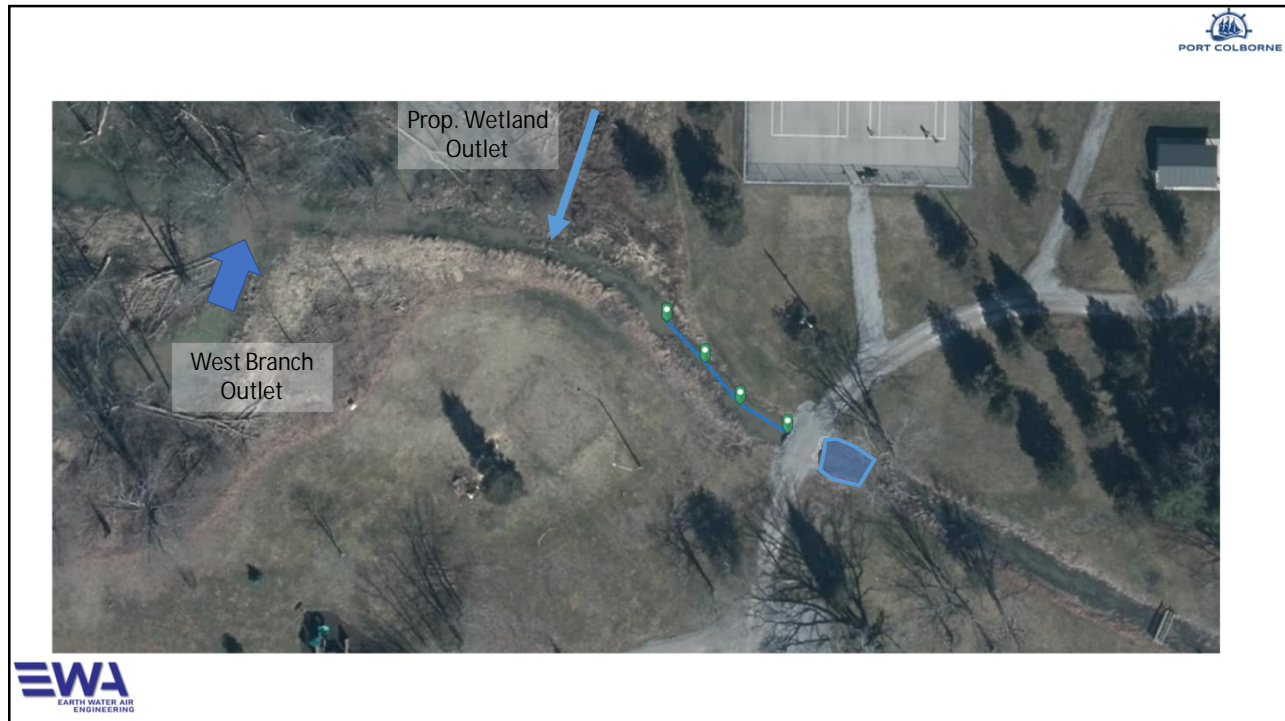 PORT COLBORNE
Prop. Wetland
Outlet
West Branch
Outlet
EWA
EARTH WATER AIR
ENGINEERING